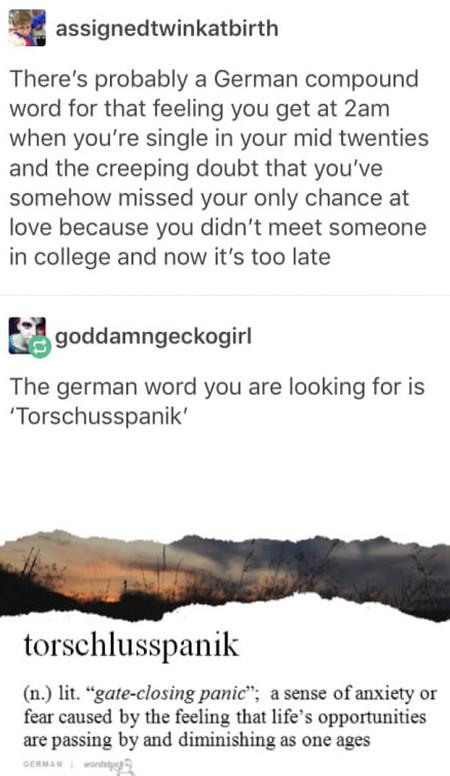 assignedtwinkatbirth
There's probably a German compound
word for that feeling you get at 2am
when you're single in your mid twenties
and the creeping doubt that you've
somehow missed your only chance at
love because you didn't meet someone
in college and now it's too late
goddamngeckogirl
The german word you are looking for is
‘Torschusspanik’
torschlusspanik
(n.) lit. “gate-closing panic”; a sense of anxiety or
fear caused by the feeling that life's opportunities
are passing by and diminishing as one ages
GERMAN | wordstuck